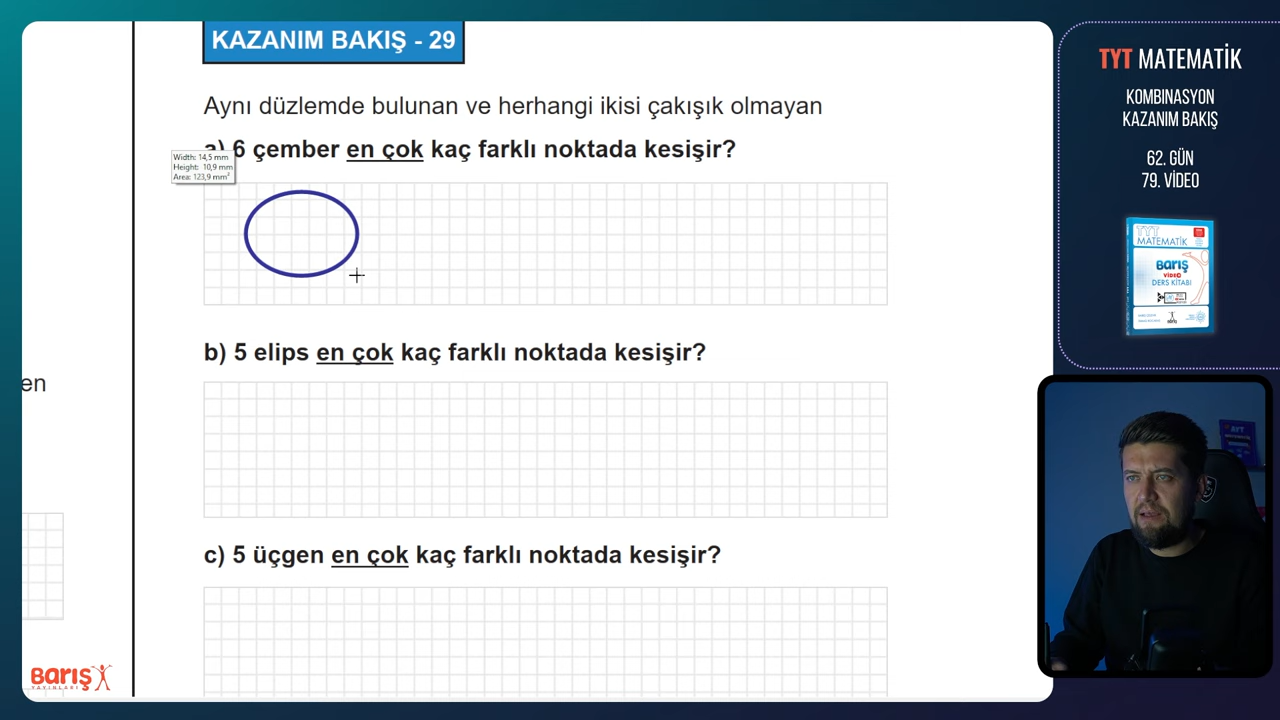 KAZANIM BAKIŞ - 29
Aynı düzlemde bulunan ve herhangi ikisi çakışık olmayan
a) 6 çember en çok kaç farklı noktada kesişir?
Width: 14,5 mm
Height: 10,9 mm
Area: 123,9 mm²
b) 5 elips en çok kaç farklı noktada kesişir?
en
c) 5 üçgen en çok kaç farklı noktada kesişir?
BARIŞ
YAYINLARI
TYT MATEMATİK
KOMBİNASYON
KAZANIM BAKIŞ
62. GÜN
79. VİDEO
TYT
MATEMATİK
BARIŞ
VİDEO
DERS KİTABI